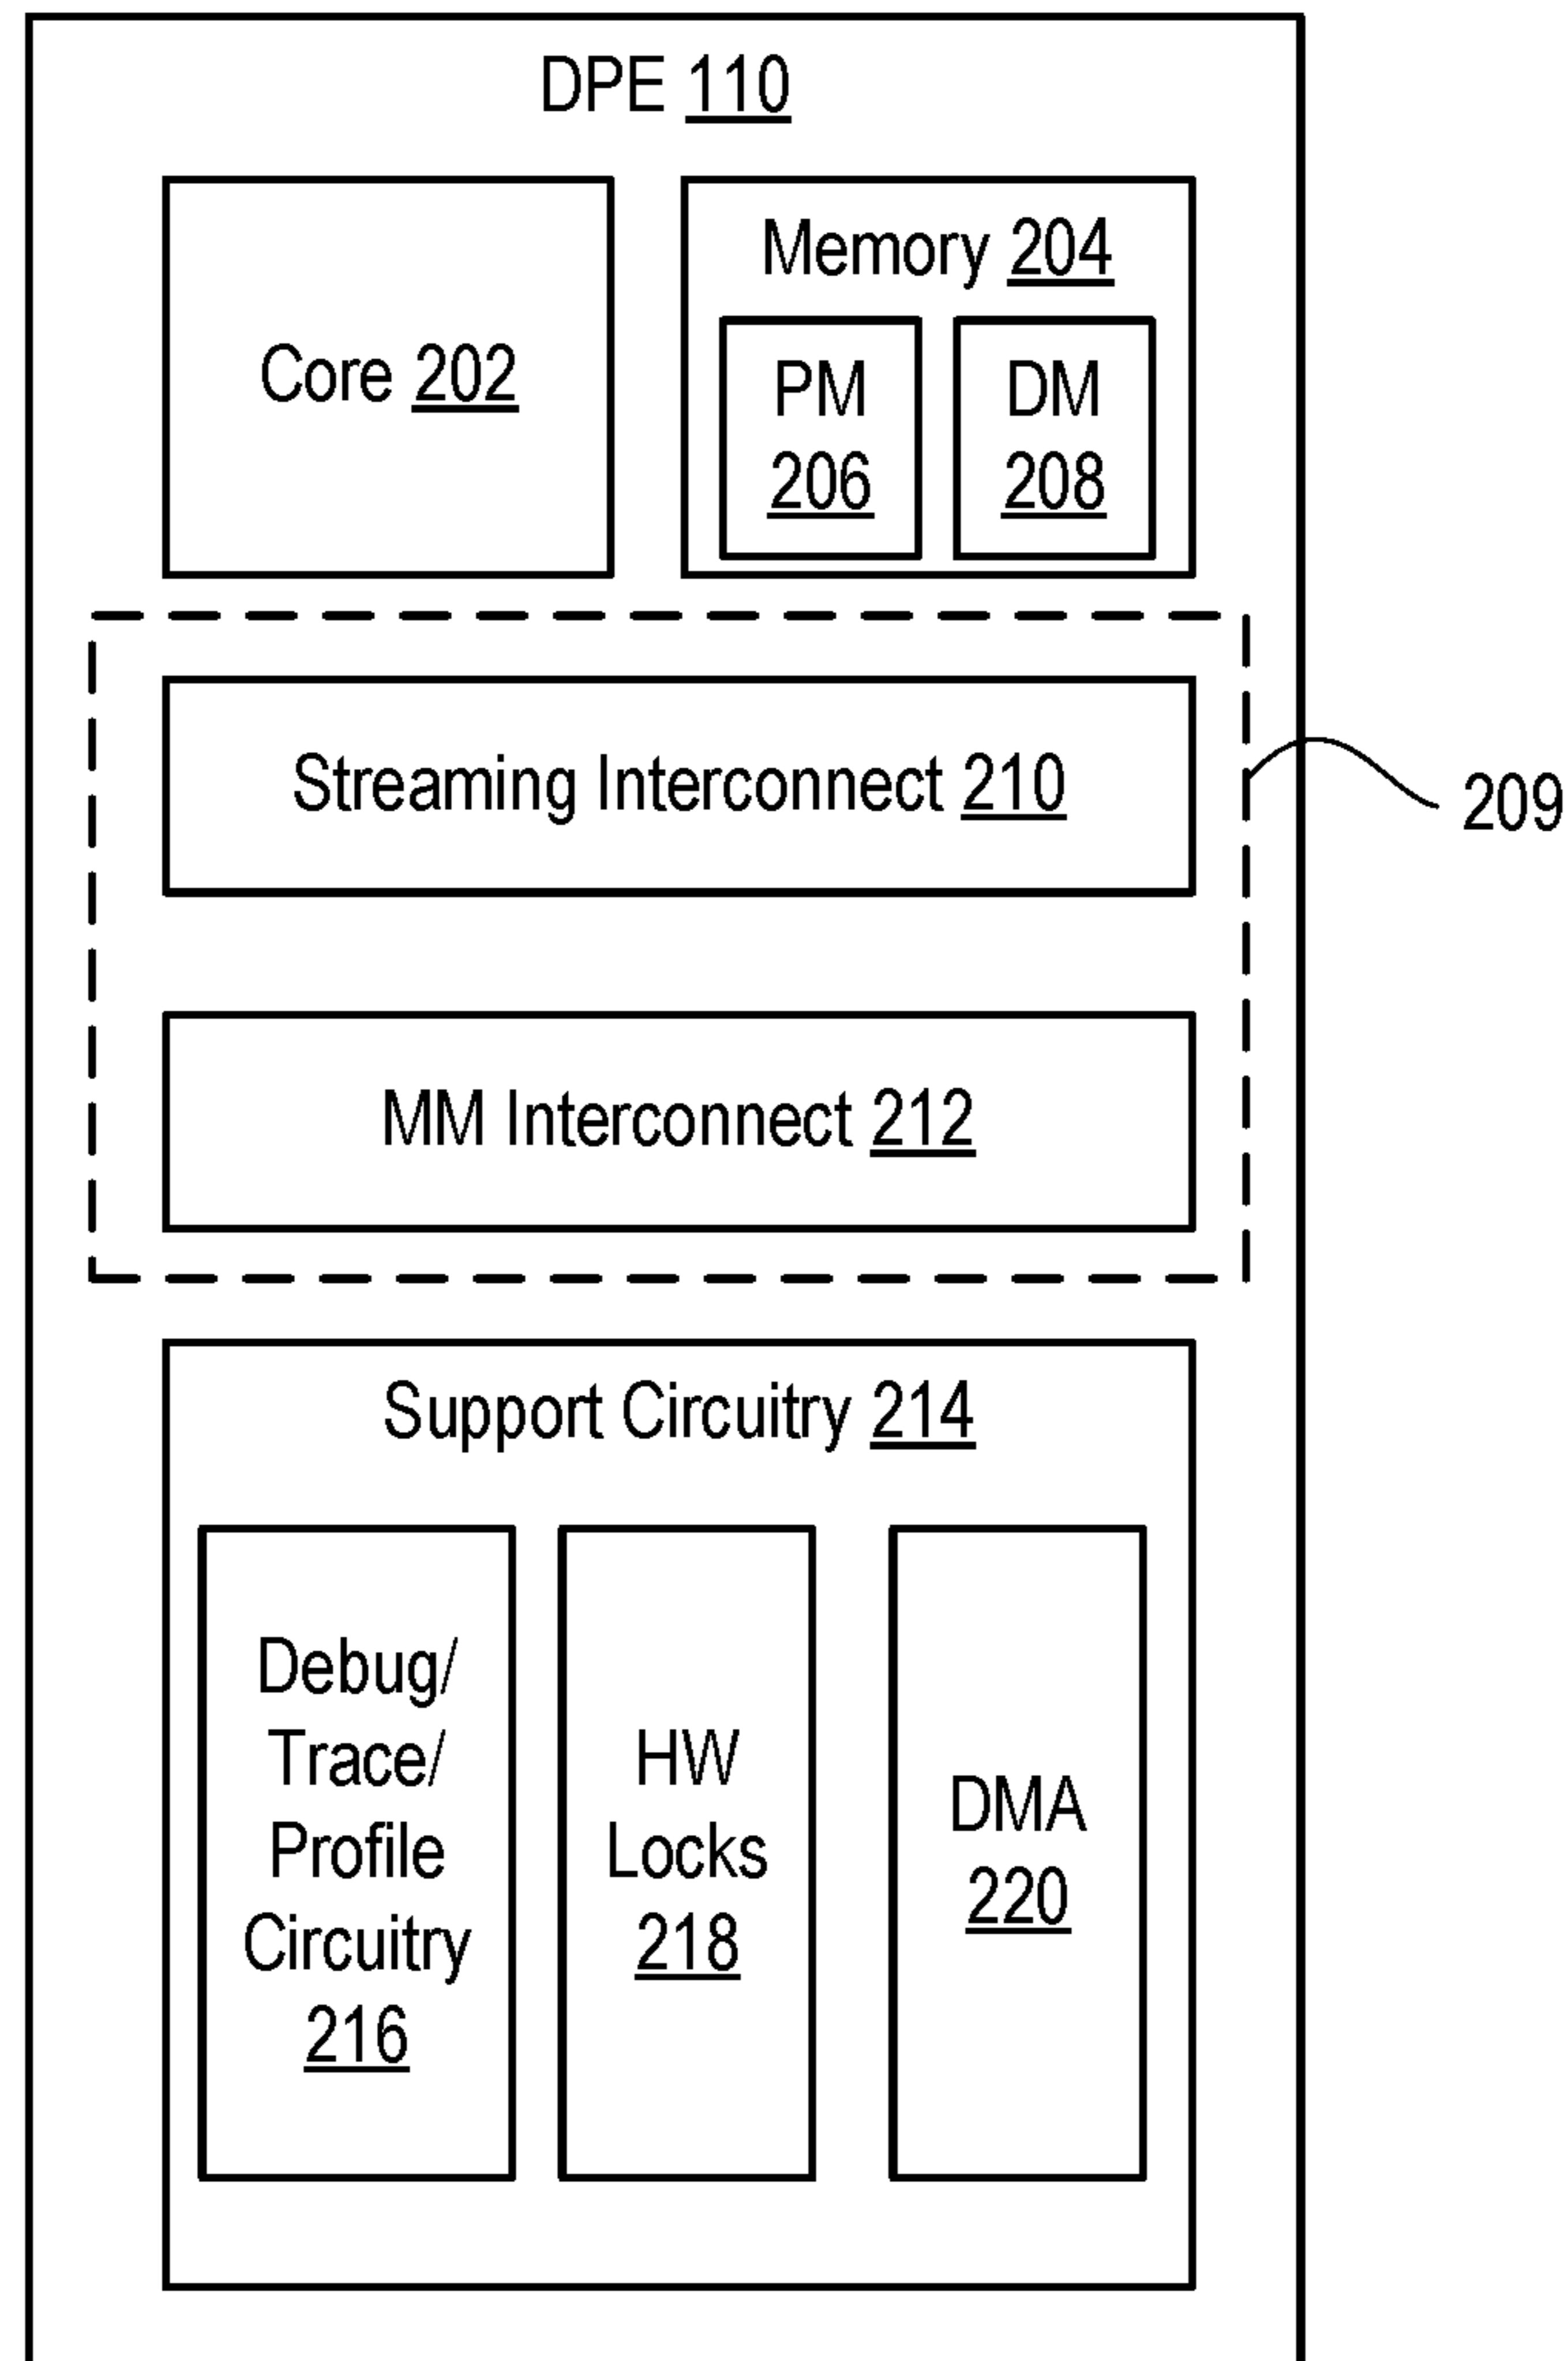 DPE 110
Core 202
Memory 204
PM
206
DM
208
Streaming Interconnect 210
209
MM Interconnect 212
Support Circuitry 214
Debug/
Trace/
Profile
Circuitry
216
HW
Locks
218
DMA
220